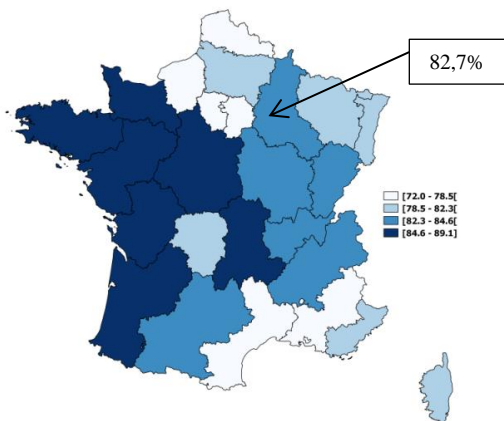 82,7%
[72.0 - 78.5[
[78.5 - 82.3[
[82.3 - 84.6[
[84.6 - 89.1]